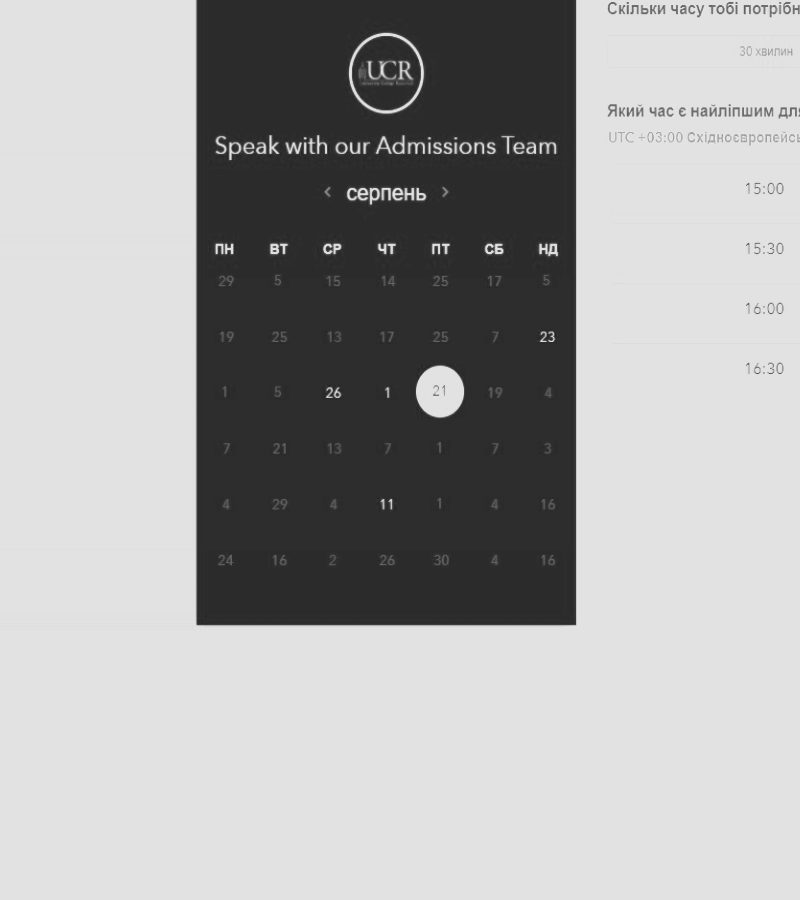 UCR
Speak with our Admissions Team
< серпень >
ПН ВТ СР ЧТ ПТ СБ НД
29 5 15 14 25 17 5
19 25 13 17 25 7 23
1 5 26 1 21 19 4
7 21 13 7 1 7 3
4 29 4 11 1 4 16
24 16 2 26 30 4 16
Скільки часу тобі потрібн
30 хвилин
Який час є найліпшим для
UTC +03:00 Східноєвропейсь
15:00
15:30
16:00
16:30